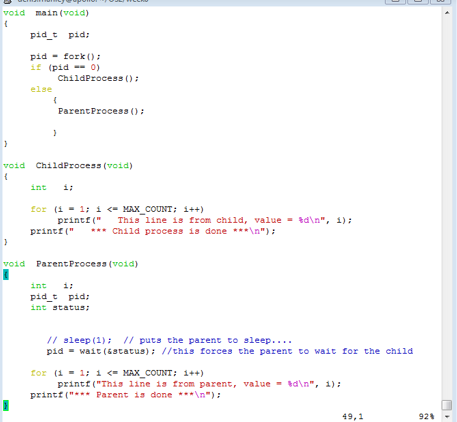 void  main(void)
{
     pid_t  pid;

     pid = fork();
     if (pid == 0)
          ChildProcess();
     else
         {
          ParentProcess();

         }
}

void  ChildProcess(void)
{
     int   i;

     for (i = 1; i <= MAX_COUNT; i++)
          printf("   This line is from child, value = %d\n", i);
     printf("   *** Child process is done ***\n");
}

void  ParentProcess(void)
{
     int   i;
     pid_t  pid;
     int status;

        // sleep(1);  // puts the parent to sleep....
        pid = wait(&status); //this forces the parent to wait for the child

     for (i = 1; i <= MAX_COUNT; i++)
          printf("This line is from parent, value = %d\n", i);
     printf("*** Parent is done ***\n");
}
49,1 92%